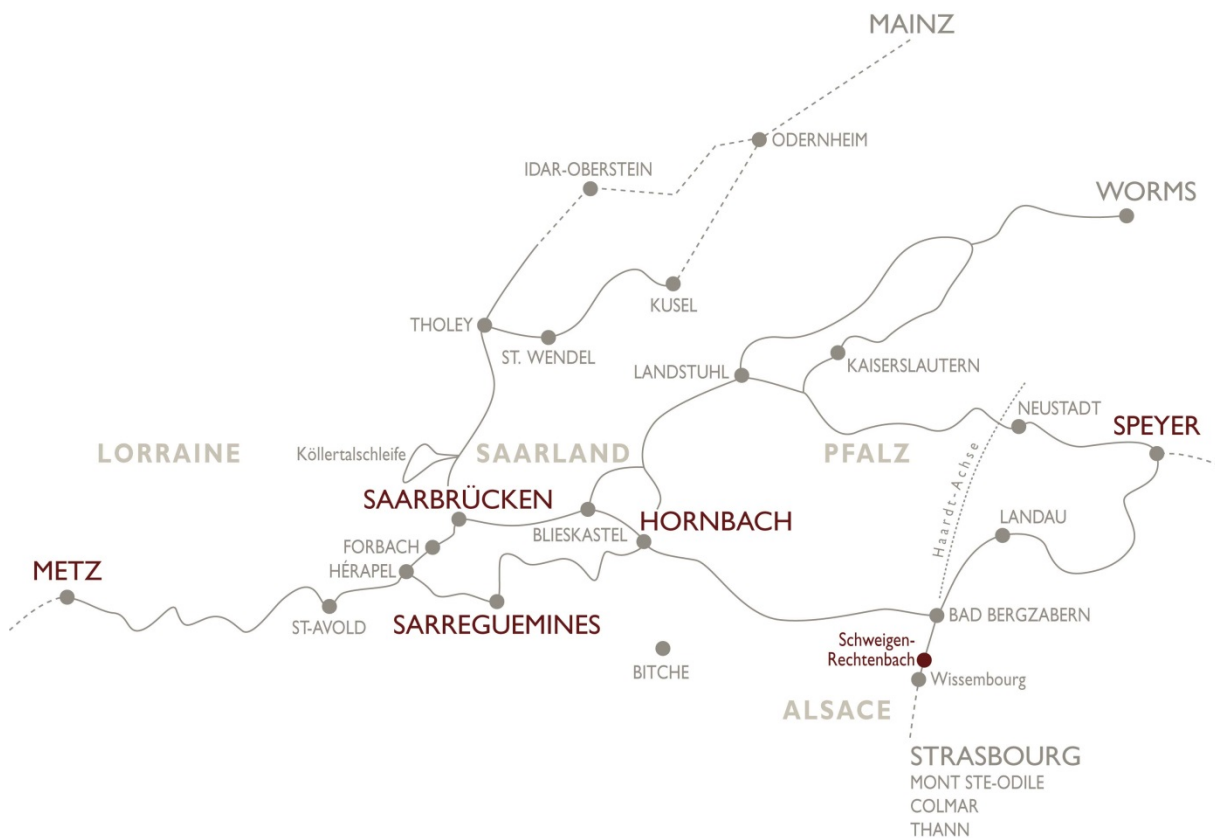 MAINZ
ODERNHEIM
IDAR-OBERSTEIN
WORMS
KUSEL
THOLEY
ST. WENDEL
KAISERSLAUTERN
LANDSTUHL
NEUSTADT
SPEYER
LORRAINE
Köllertalschleife
SAARLAND
PFALZ
Haardt-Achse
SAARBRÜCKEN
HORNBACH
BLIESKASTEL
LANDAU
FORBACH
HÉRAPEL
METZ
ST-AVOLD
SARREGUEMINES
BAD BERGZABERN
Schweigen-
Rechtenbach
BITCHE
Wissembourg
ALSACE
STRASBOURG
MONT STE-ODILE
COLMAR
THANN